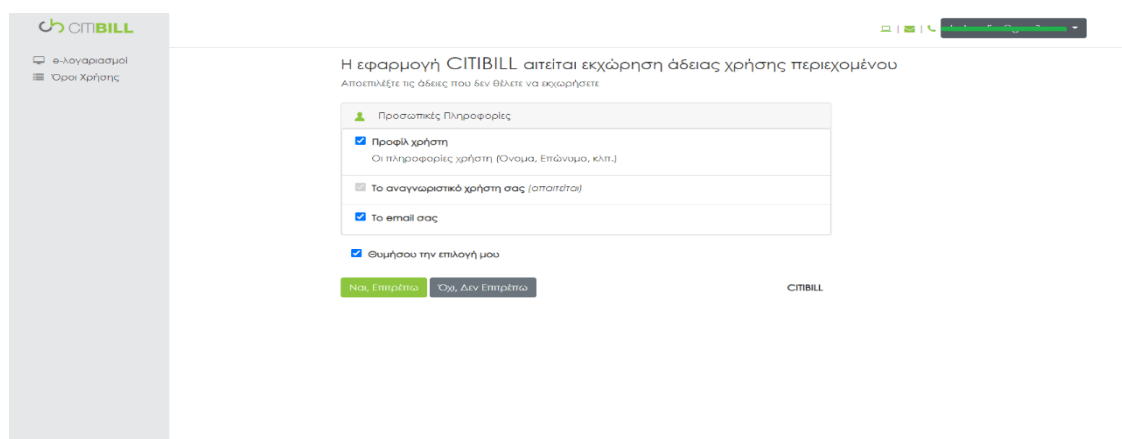 CITIBILL
e-λογαριασμοί
Όροι Χρήσης
Η εφαρμογή CITIBILL αιτείται εκχώρηση άδειας χρήσης περιεχομένου
Αποεπιλέξτε τις άδειες που δεν θέλετε να εκχωρήσετε
Προσωπικές Πληροφορίες
Προφίλ χρήστη
Οι πληροφορίες χρήστη (Όνομα, Επώνυμο, κλπ.)
Το αναγνωριστικό χρήστη σας (απαιτείται)
Το email σας
Θυμήσου την επιλογή μου
Ναι, Επιτρέπω
Όχι, Δεν Επιτρέπω
CITIBILL